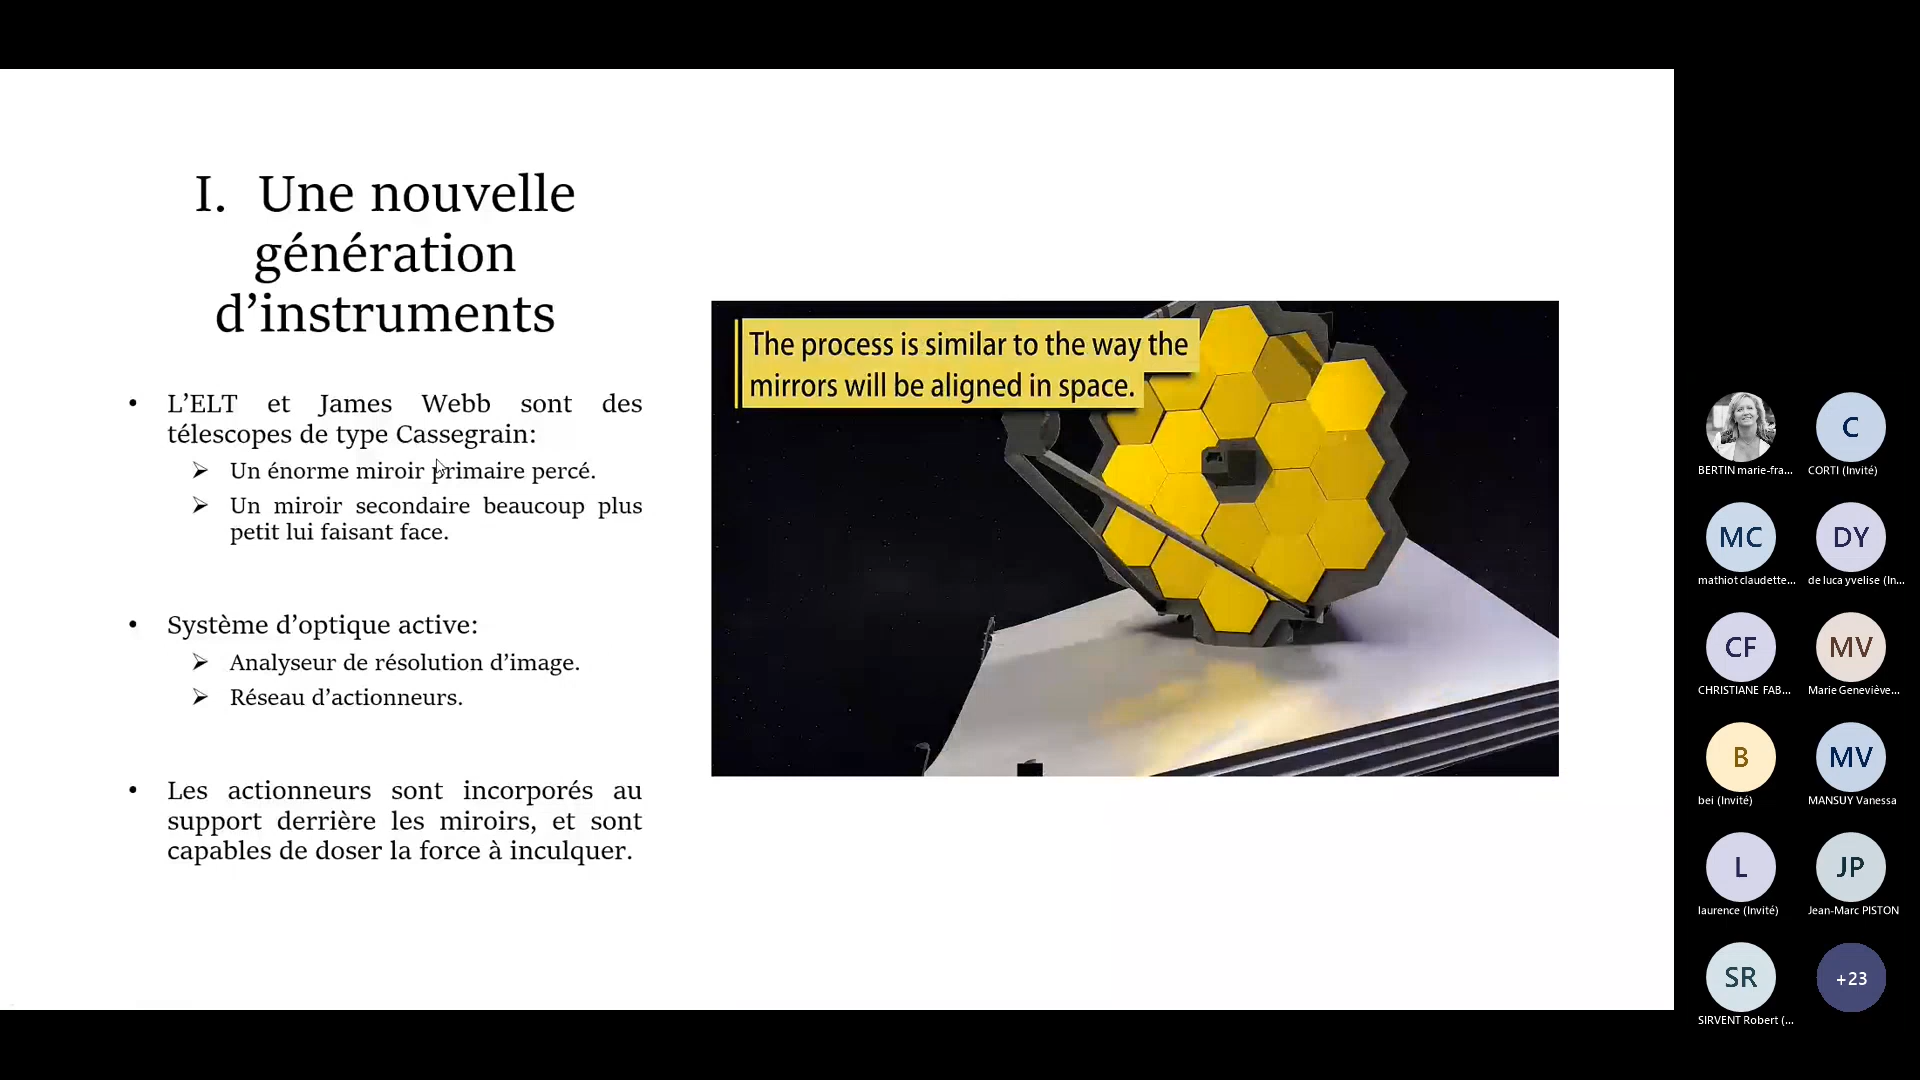 I. Une nouvelle
génération
d’instruments
• L’ELT et James Webb sont des
télescopes de type Cassegrain:
➢ Un énorme miroir primaire percé.
➢ Un miroir secondaire beaucoup plus
petit lui faisant face.
• Système d’optique active:
➢ Analyseur de résolution d’image.
➢ Réseau d’actionneurs.
• Les actionneurs sont incorporés au
support derrière les miroirs, et sont
capables de doser la force à inculquer.
The process is similar to the way the
mirrors will be aligned in space.
BERTIN marie-fra...
C
CORTI (Invité)
MC
mathiot claudette...
DY
de luca yvelise (In...
CF
CHRISTIANE FAB...
MV
Marie Geneviève...
B
bei (Invité)
MV
MANSUY Vanessa
L
laurence (Invité)
JP
Jean-Marc PISTON
SR
SIRVENT Robert (...
+23